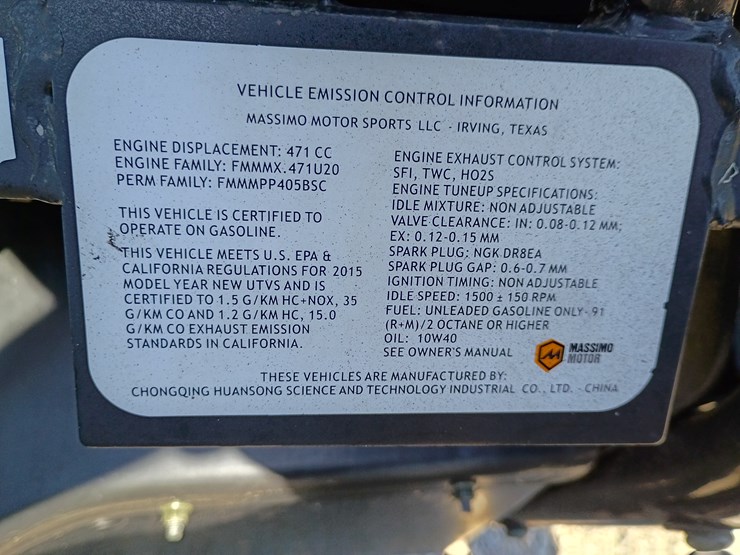 VEHICLE EMISSION CONTROL INFORMATION
MASSIMO MOTOR SPORTS LLC - IRVING, TEXAS
ENGINE DISPLACEMENT: 471 CC
ENGINE FAMILY: FMMMX.471U20
PERM FAMILY: FMMMPP405BSC
THIS VEHICLE IS CERTIFIED TO
OPERATE ON GASOLINE.
THIS VEHICLE MEETS U.S. EPA &
CALIFORNIA REGULATIONS FOR 2015
MODEL YEAR NEW UTVS AND IS
CERTIFIED TO 1.5 G/KM HC+NOX, 35
G/KM CO AND 1.2 G/KM HC, 15.0
G/KM CO EXHAUST EMISSION
STANDARDS IN CALIFORNIA.
ENGINE EXHAUST CONTROL SYSTEM:
SFI, TWC, HO2S
ENGINE TUNEUP SPECIFICATIONS:
IDLE MIXTURE: NON ADJUSTABLE
VALVE CLEARANCE: IN: 0.08-0.12 MM;
EX: 0.12-0.15 MM
SPARK PLUG: NGK DR8EA
SPARK PLUG GAP: 0.6-0.7 MM
IGNITION TIMING: NON ADJUSTABLE
IDLE SPEED: 1500 ± 150 RPM
FUEL: UNLEADED GASOLINE ONLY-.91
(R+M)/2 OCTANE OR HIGHER
OIL: 10W40
SEE OWNER'S MANUAL
MASSIMO
MOTOR
THESE VEHICLES ARE MANUFACTURED BY:
CHONGQING HUANSONG SCIENCE AND TECHNOLOGY INDUSTRIAL CO., LTD. - CHINA